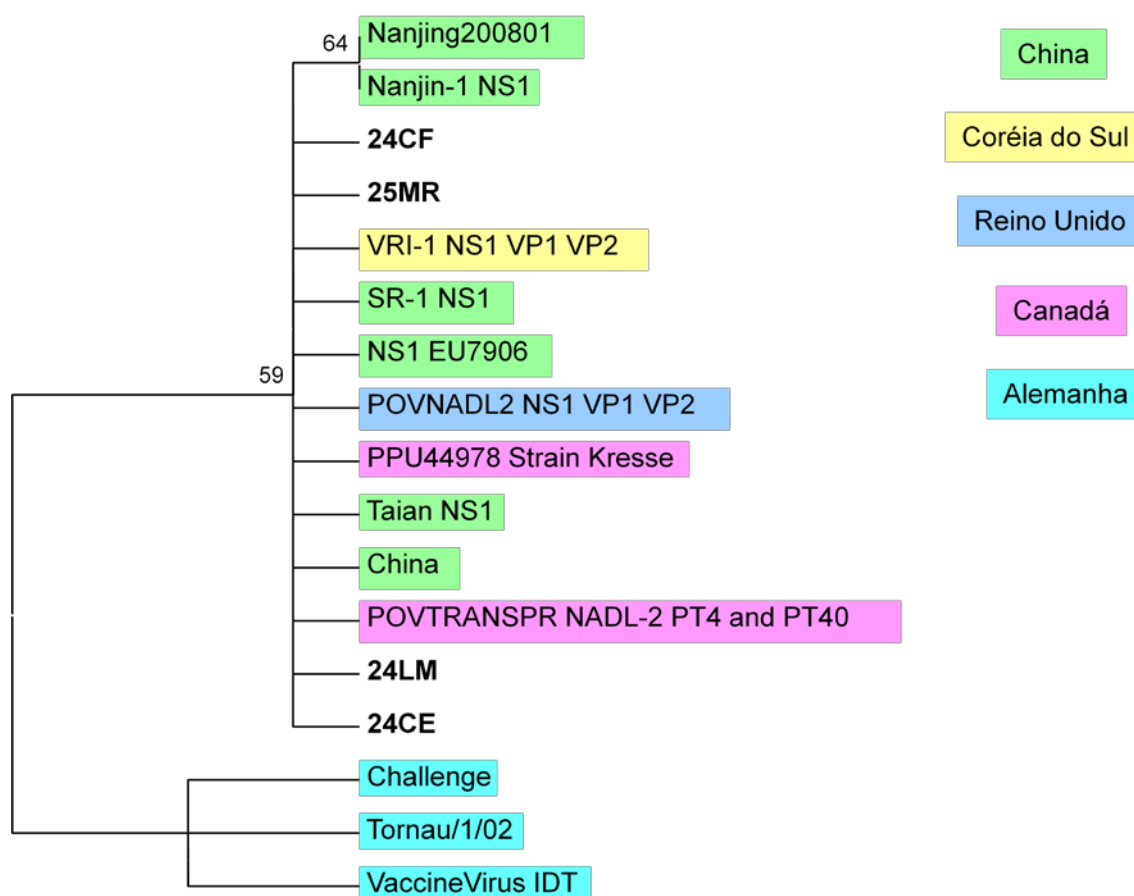 64
Nanjing200801
Nanjin-1 NS1
24CF
25MR
VRI-1 NS1 VP1 VP2
SR-1 NS1
NS1 EU7906
59
POVNADL2 NS1 VP1 VP2
PPU44978 Strain Kresse
Taian NS1
China
POVTRANSPR NADL-2 PT4 and PT40
24LM
24CE
Challenge
Tornau/1/02
VaccineVirus IDT
China
Coréia do Sul
Reino Unido
Canadá
Alemanha